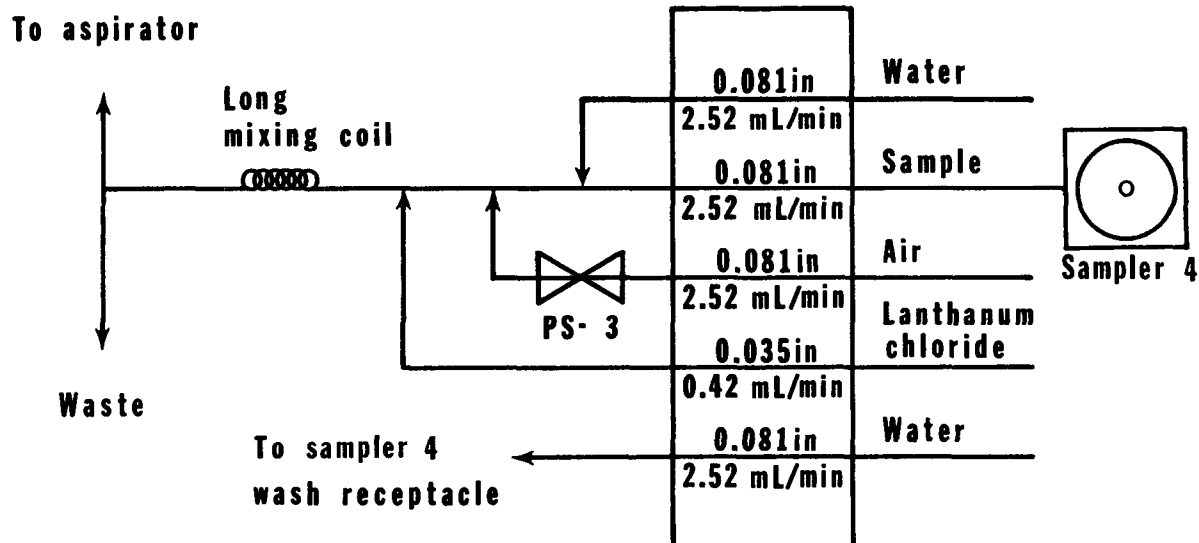 To aspirator
Long
mixing coil
0.081in
2.52 mL/min
Water
0.081in
2.52 mL/min
Sample
Sampler 4
0.081in
2.52 mL/min
Air
PS- 3
0.035in
0.42 mL/min
Lanthanum
chloride
Waste
0.081in
2.52 mL/min
Water
To sampler 4
wash receptacle